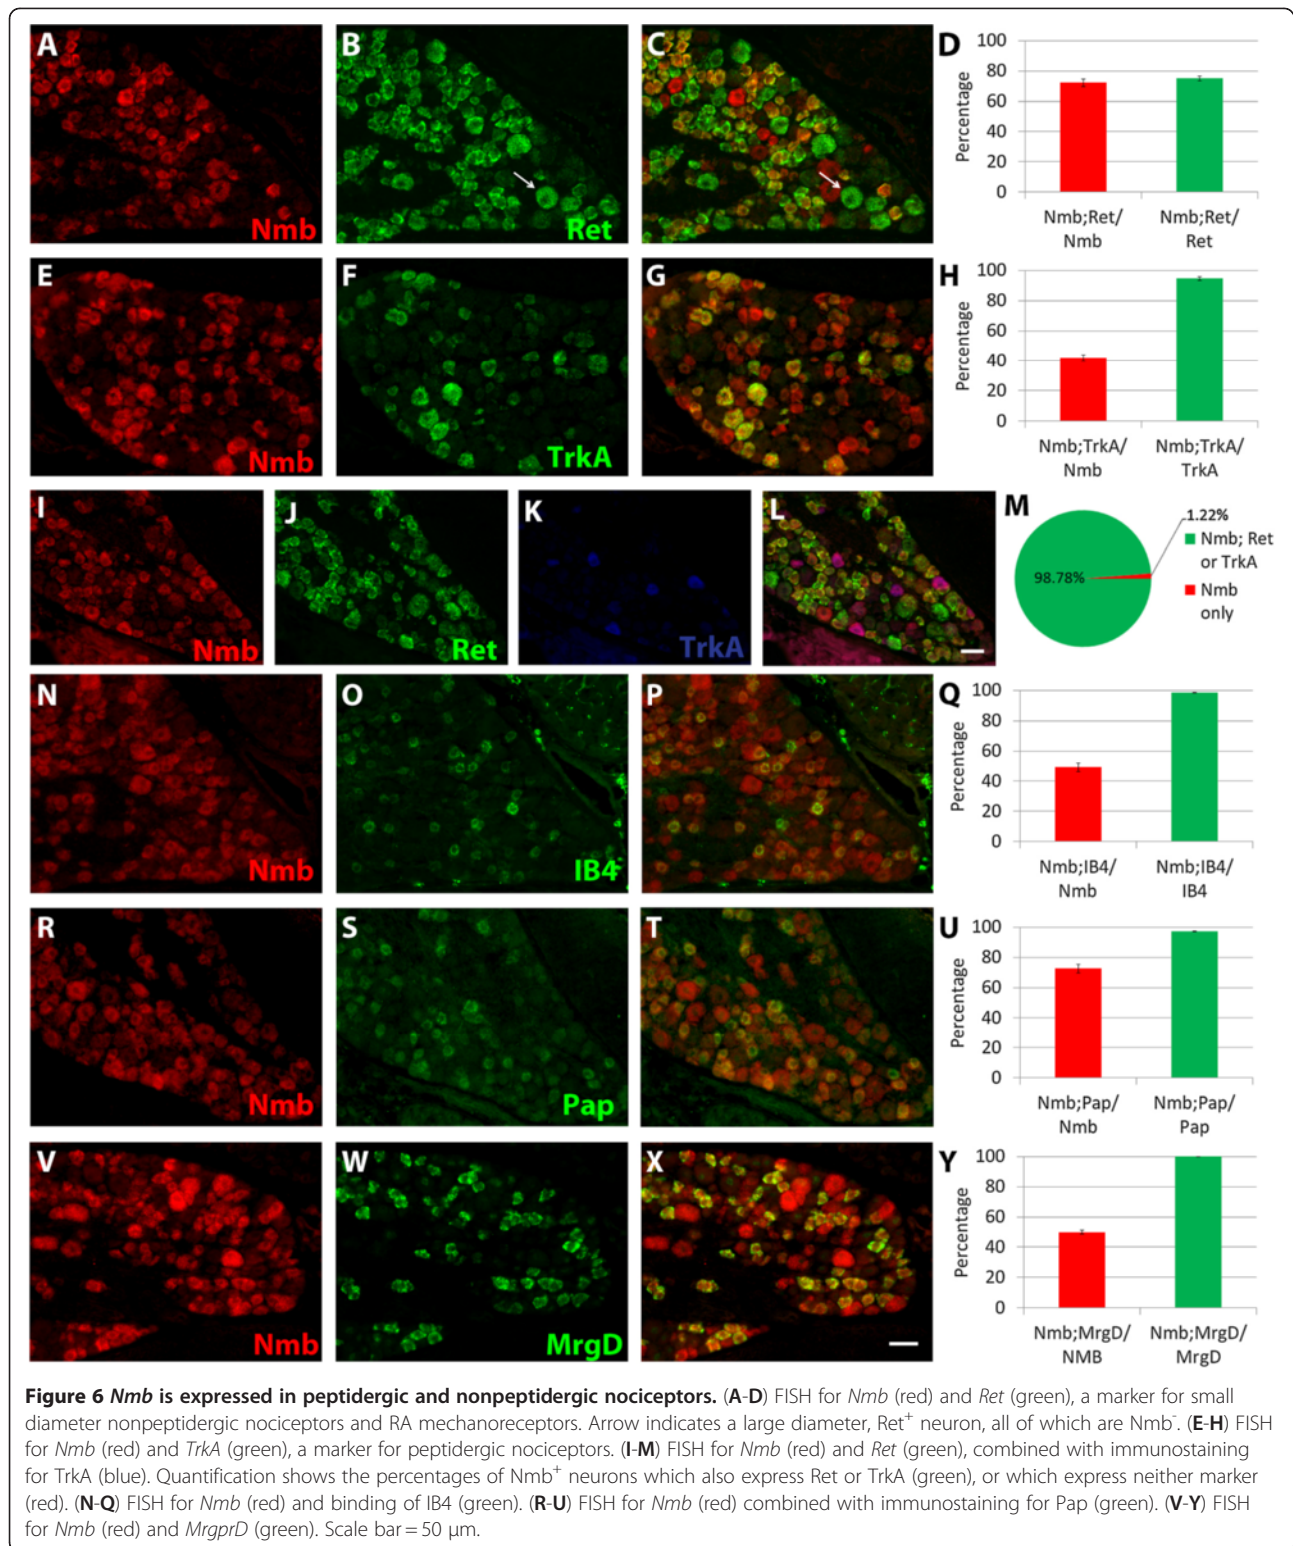 A
Nmb
B
Ret
C
D
100
80
60
40
20
0
Percentage
Nmb;Ret/
Nmb
Nmb;Ret/
Ret
E
Nmb
F
TrkA
G
H
100
80
60
40
20
0
Percentage
Nmb;TrkA/
Nmb
Nmb;TrkA/
TrkA
I
Nmb
J
Ret
K
TrkA
L
M
98.78%
1.22%
Nmb; Ret
or TrkA
Nmb
only
N
Nmb
O
IB4
P
Q
100
80
60
40
20
0
Percentage
Nmb;IB4/
Nmb
Nmb;IB4/
IB4
R
Nmb
S
Pap
T
U
100
80
60
40
20
0
Percentage
Nmb;Pap/
Nmb
Nmb;Pap/
Pap
V
Nmb
W
MrgD
X
Y
100
80
60
40
20
0
Percentage
Nmb;MrgD/
NMB
Nmb;MrgD/
MrgD
Figure 6 Nmb is expressed in peptidergic and nonpeptidergic nociceptors. (A-D) FISH for Nmb (red) and Ret (green), a marker for small
diameter nonpeptidergic nociceptors and RA mechanoreceptors. Arrow indicates a large diameter, Ret⁺ neuron, all of which are Nmb⁻. (E-H) FISH
for Nmb (red) and TrkA (green), a marker for peptidergic nociceptors. (I-M) FISH for Nmb (red) and Ret (green), combined with immunostaining
for TrkA (blue). Quantification shows the percentages of Nmb⁺ neurons which also express Ret or TrkA (green), or which express neither marker
(red). (N-Q) FISH for Nmb (red) and binding of IB4 (green). (R-U) FISH for Nmb (red) combined with immunostaining for Pap (green). (V-Y) FISH
for Nmb (red) and MrgprD (green). Scale bar = 50 μm.